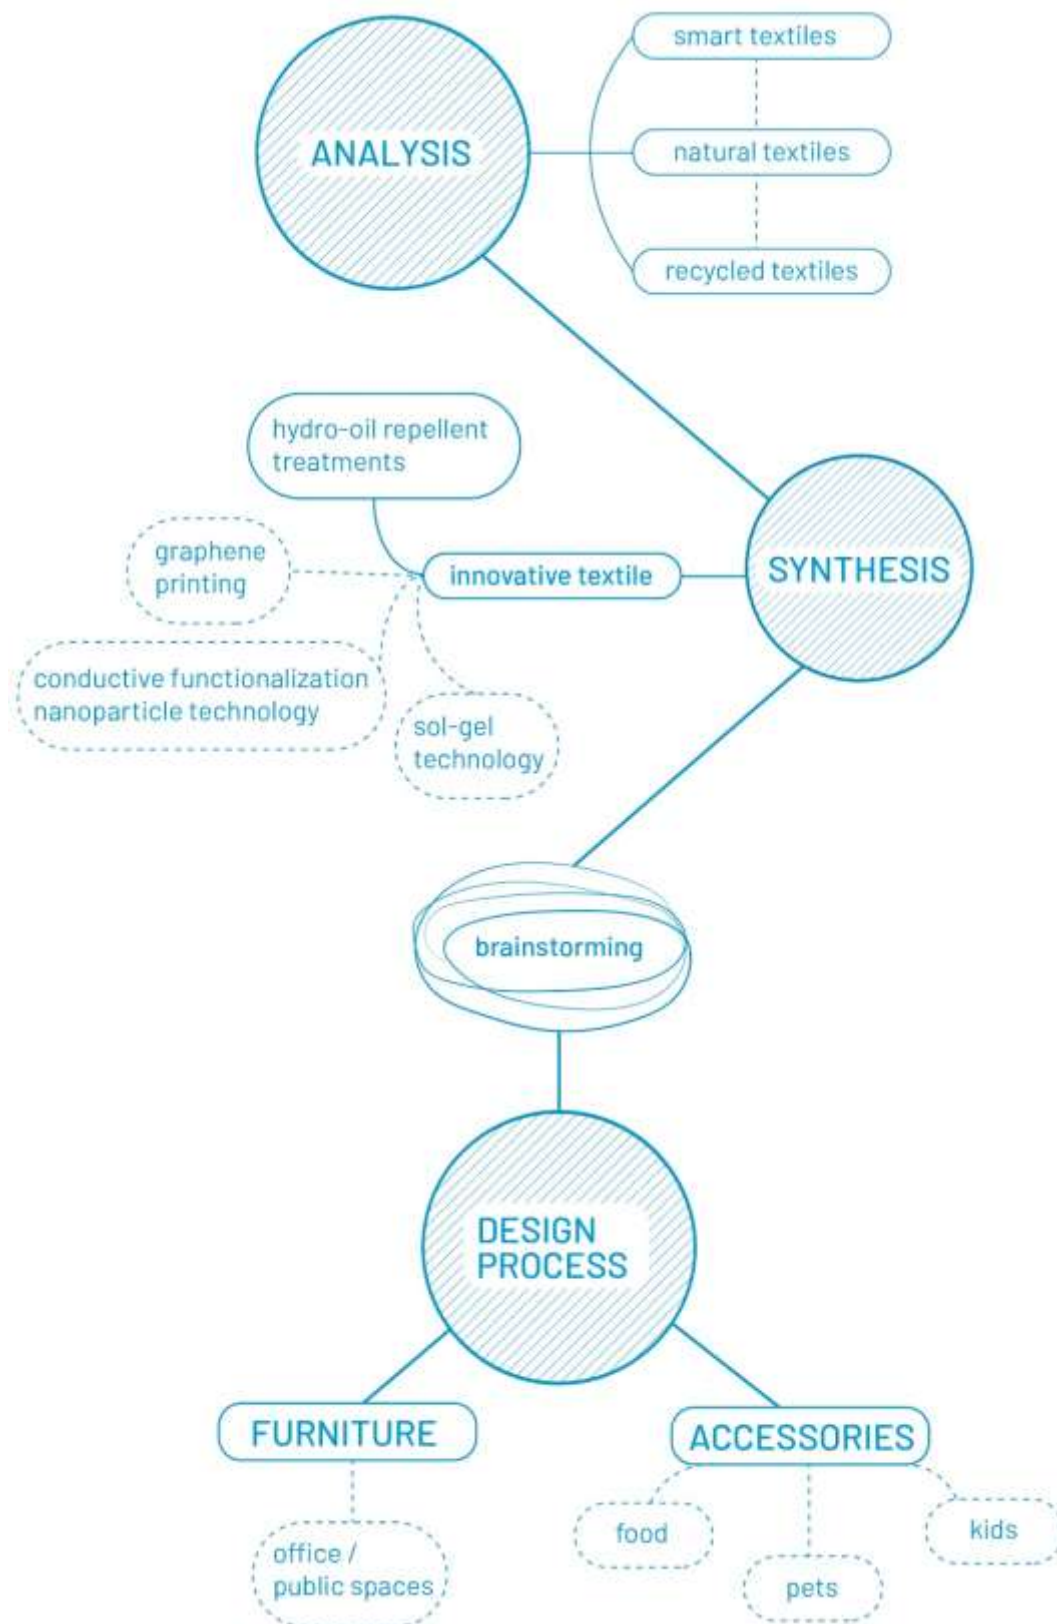 ANALYSIS
smart textiles
natural textiles
recycled textiles
hydro-oil repellent
treatments
graphene
printing
innovative textile
SYNTHESIS
conductive functionalization
nanoparticle technology
sol-gel
technology
brainstorming
DESIGN
PROCESS
FURNITURE
ACCESSORIES
office /
public spaces
food
pets
kids